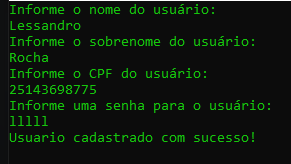 Informe o nome do usuário:
Lessandro
Informe o sobrenome do usuário:
Rocha
Informe o CPF do usuário:
25143698775
Informe uma senha para o usuário:
lllll
Usuario cadastrado com sucesso!